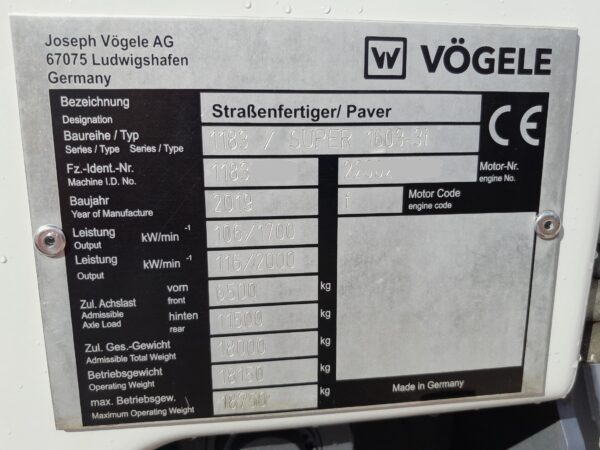 Joseph Vögele AG
67075 Ludwigshafen
Germany
VÖGELE
Bezeichnung
Designation
Straßenfertiger/ Paver
CE
Baureihe / Typ
Series / Type Series / Type
1183 / SUPER 1603-3i
Fz.-Ident.-Nr.
Machine I.D. No.
1183
Motor-Nr.
engine No.
Baujahr
Year of Manufacture
2019
Motor Code
engine code
Leistung
Output
kW/min -1
106/1700
Leistung
Output
kW/min -1
116/2000
Zul. Achslast
Admissible
Axle Load
vorn
front
6500 kg
hinten
rear
11500 kg
Zul. Ges.-Gewicht
Admissible Total Weight
18000 kg
Betriebsgewicht
Operating Weight
18150 kg
max. Betriebsgew.
Maximum Operating Weight
18750 kg
Made in Germany